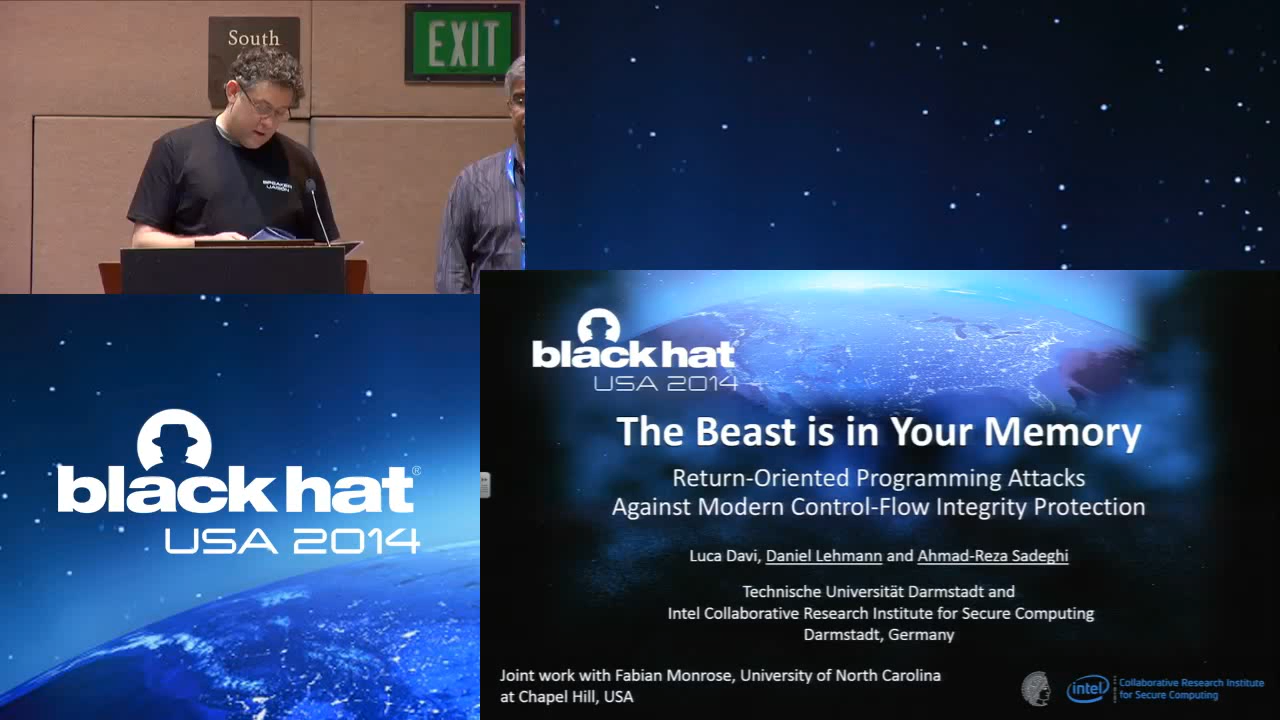 South
EXIT
SPEAKER
LIAISON
black hat®
USA 2014
black hat
USA 2014
The Beast is in Your Memory
Return-Oriented Programming Attacks
Against Modern Control-Flow Integrity Protection
Luca Davi, Daniel Lehmann and Ahmad-Reza Sadeghi
Technische Universität Darmstadt and
Intel Collaborative Research Institute for Secure Computing
Darmstadt, Germany
Joint work with Fabian Monrose, University of North Carolina
at Chapel Hill, USA
intel
Collaborative Research Institute
for Secure Computing